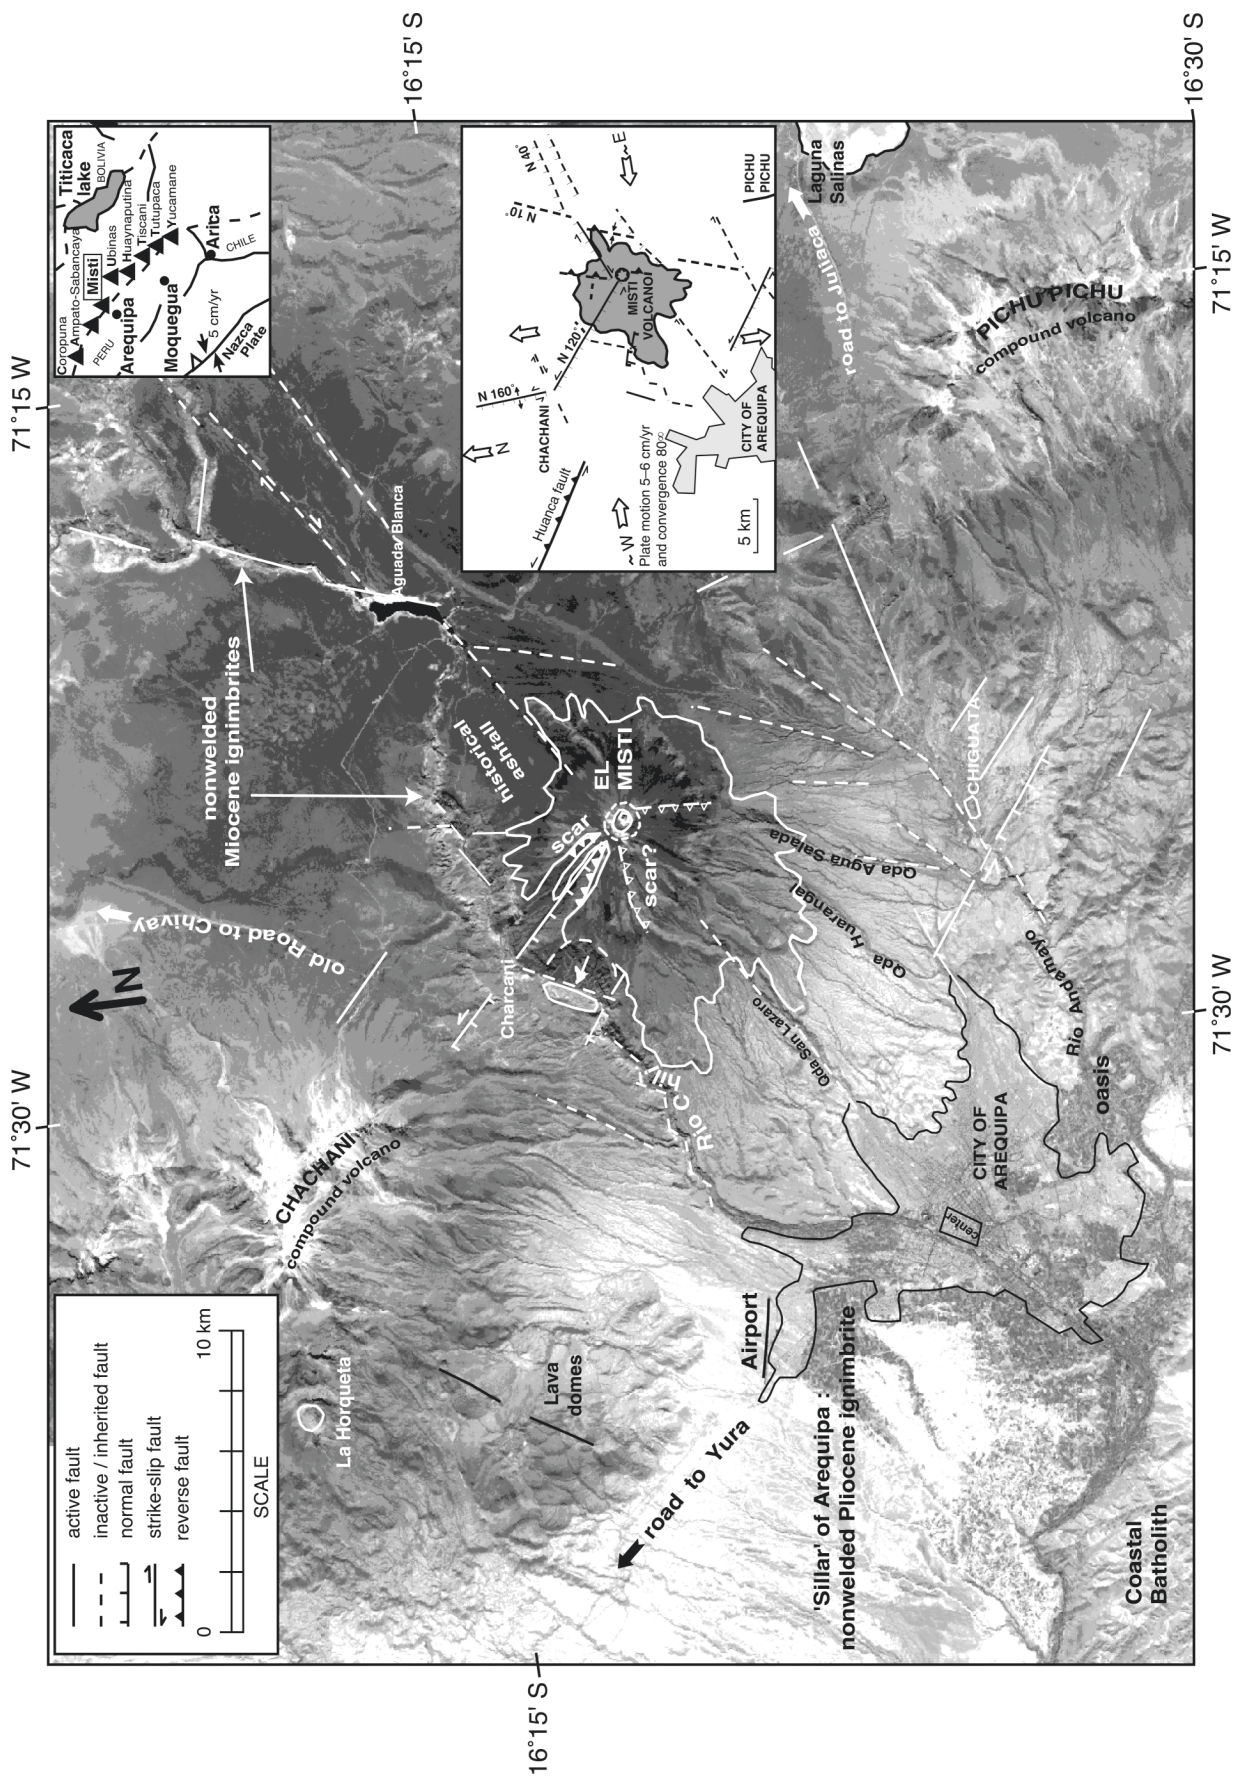 71°30' W
71°15' W
16°15' S
16°15' S
16°30' S
71°30' W
71°15' W
active fault
inactive / inherited fault
normal fault
strike-slip fault
reverse fault
0
10 km
SCALE
La Horqueta
CHACHANI
compound volcano
N
old Road to Chivay
nonwelded
Miocene ignimbrites
Aguada Blanca
historical
ashfall
Charcani
scar
scar?
EL
MISTI
Rio Chili
Lava
domes
Airport
road to Yura
'Sillar' of Arequipa :
nonwelded Pliocene ignimbrite
Coastal
Batholith
center
CITY OF
AREQUIPA
oasis
Rio Andamayo
Qda San Lazaro
Qda Huarangal
Qda Agua Salada
CHIGUATA
PICHU PICHU
compound volcano
road to Juliaca
Laguna
Salinas
Coropuna
Ampato-Sabancaya
Misti
Ubinas
Huaynaputina
Tiscani
Tutupaca
Yucamane
Titicaca
lake
BOLIVIA
PERU
Arequipa
Moquegua
5 cm/yr
Nazca
Plate
Arica
CHILE
N
N 160°
CHACHANI
Huanca fault
N 120°
N 10°
N 40°
~ E
~ W
Plate motion 5–6 cm/yr
and convergence 80∞
MISTI
VOLCANO
CITY OF
AREQUIPA
PICHU
PICHU
5 km